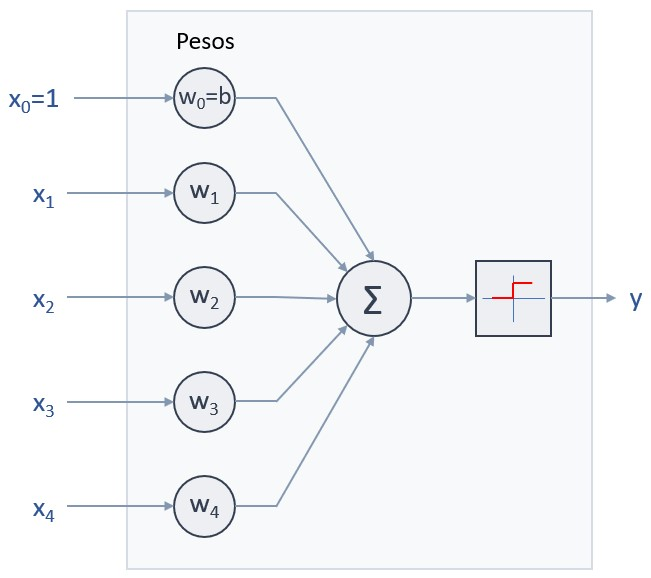 Pesos
x₀=1
w₀=b
x₁
w₁
x₂
w₂
Σ
y
x₃
w₃
x₄
w₄